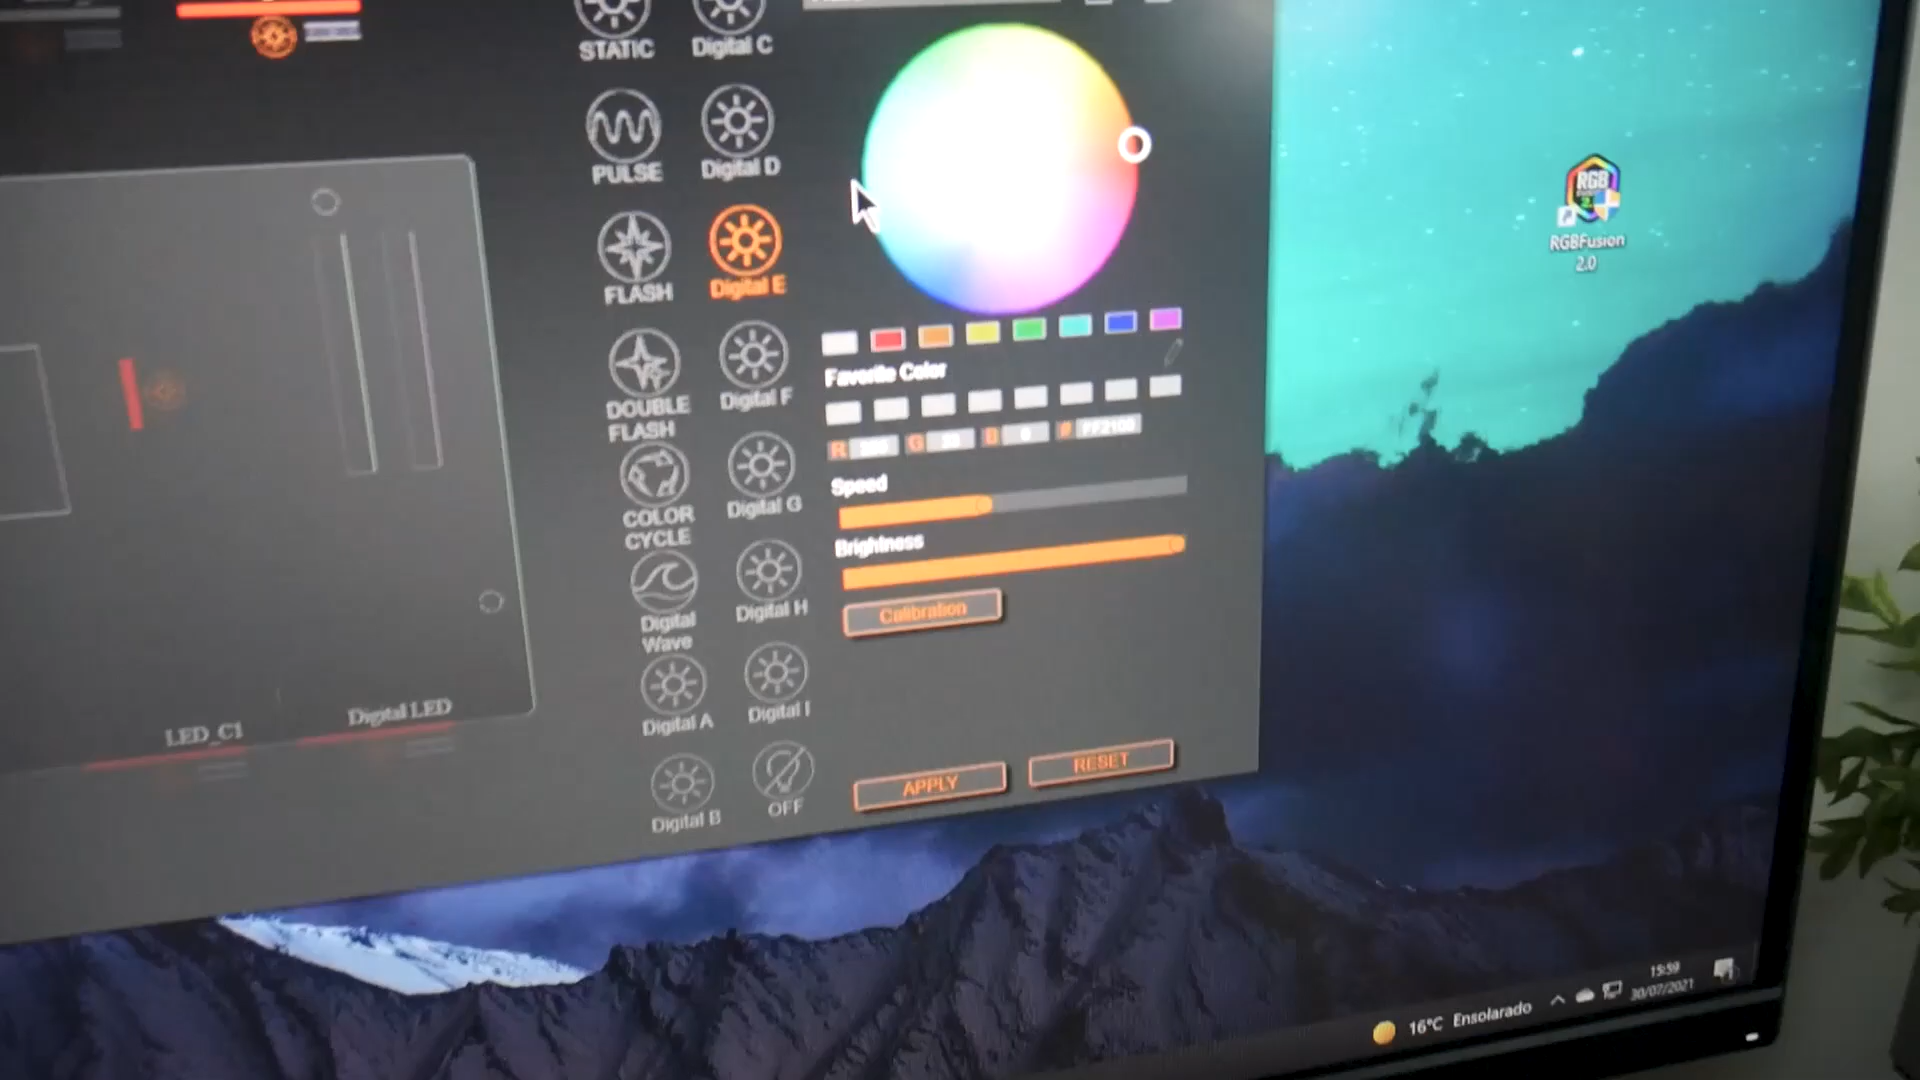 STATIC
Digital C
PULSE
Digital D
FLASH
Digital E
DOUBLE
FLASH
Digital F
COLOR
CYCLE
Digital G
Digital
Wave
Digital H
Digital A
Digital I
Digital B
OFF
Favorite Color
R
G
B 0
# FF2100
Speed
Brightness
Calibration
APPLY
RESET
LED_C1
Digital LED
RGB
RGBFusion
2.0
16°C Ensolarado
15:59
30/07/2021